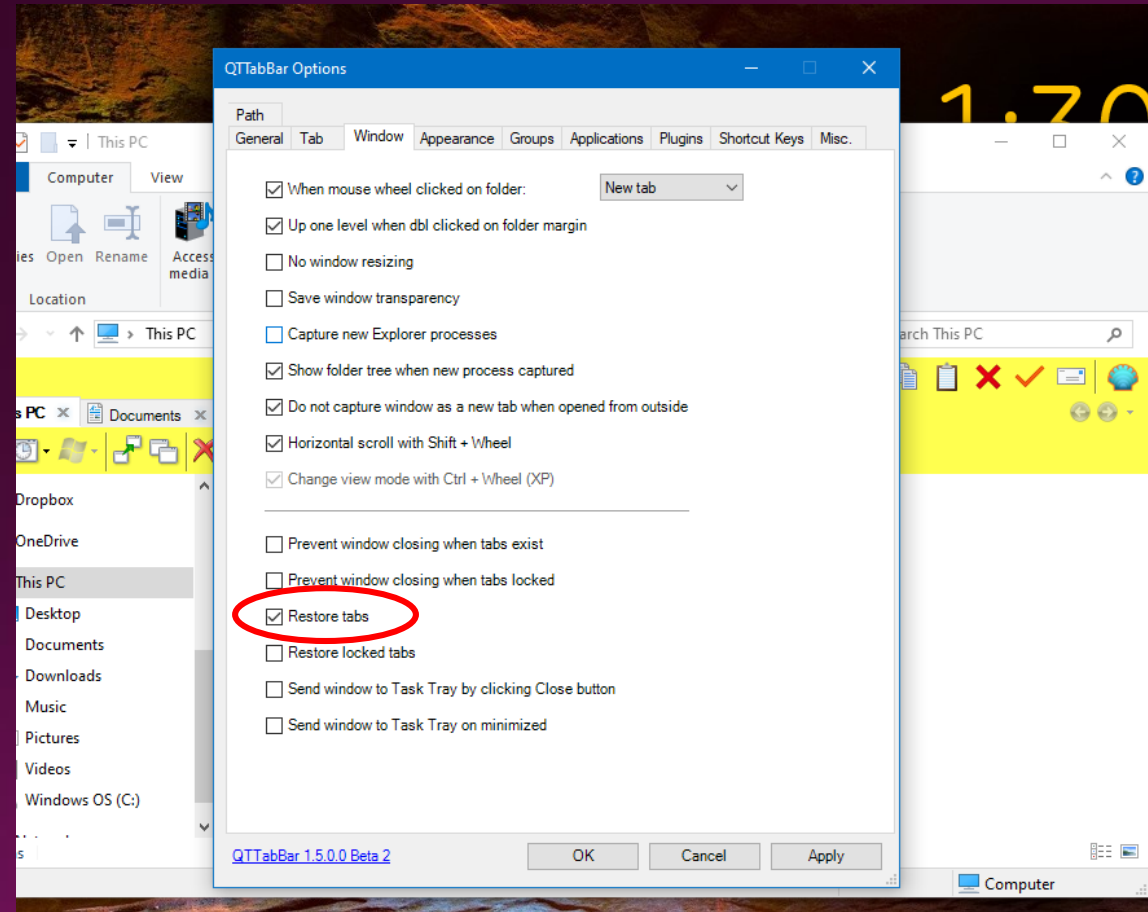 QTTabBar Options
Path
General Tab Window Appearance Groups Applications Plugins Shortcut Keys Misc.
When mouse wheel clicked on folder: New tab
Up one level when dbl clicked on folder margin
No window resizing
Save window transparency
Capture new Explorer processes
Show folder tree when new process captured
Do not capture window as a new tab when opened from outside
Horizontal scroll with Shift + Wheel
Change view mode with Ctrl + Wheel (XP)
Prevent window closing when tabs exist
Prevent window closing when tabs locked
Restore tabs
Restore locked tabs
Send window to Task Tray by clicking Close button
Send window to Task Tray on minimized
QTTabBar 1.5.0.0 Beta 2 OK Cancel Apply
This PC
Computer View
ies Open Rename Access
media
Location
This PC
arch This PC
s PC Documents
Dropbox
OneDrive
This PC
Desktop
Documents
Downloads
Music
Pictures
Videos
Windows OS (C:)
s
Computer